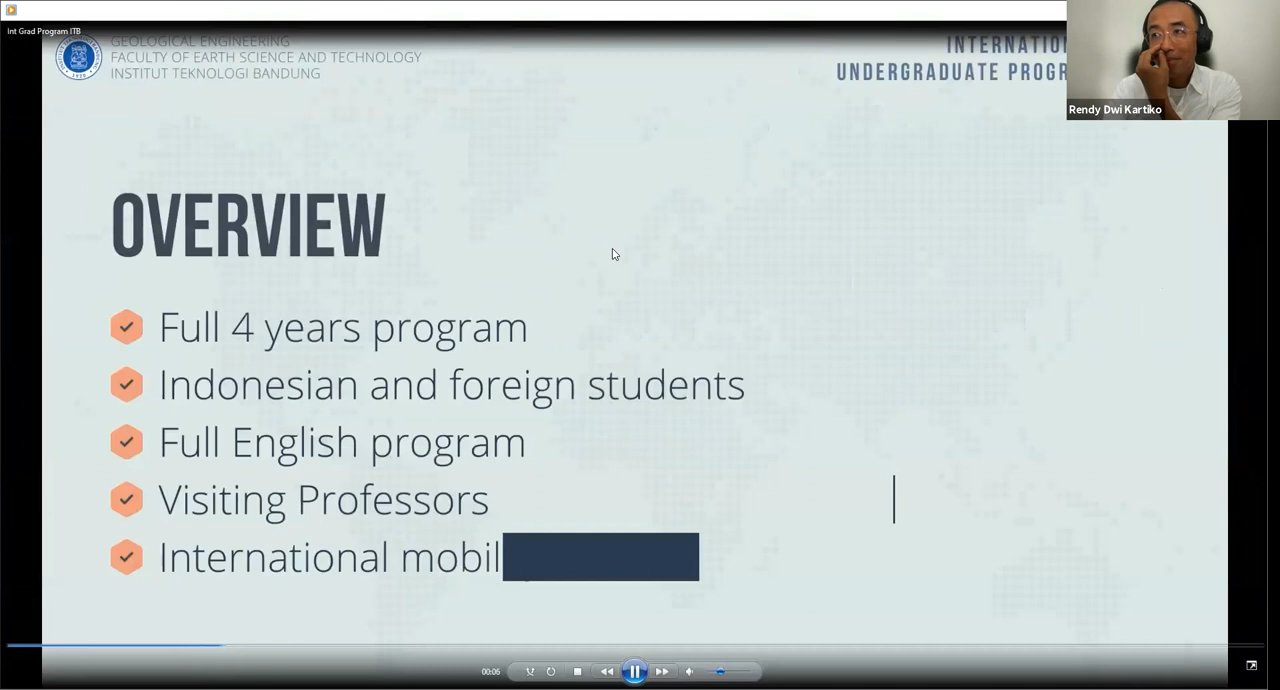 Int Grad Program ITB
GEOLOGICAL ENGINEERING
FACULTY OF EARTH SCIENCE AND TECHNOLOGY
INSTITUT TEKNOLOGI BANDUNG
INTERNATIO
UNDERGRADUATE PROGR
Rendy Dwi Kartiko
OVERVIEW
Full 4 years program
Indonesian and foreign students
Full English program
Visiting Professors
International mobil
00:06